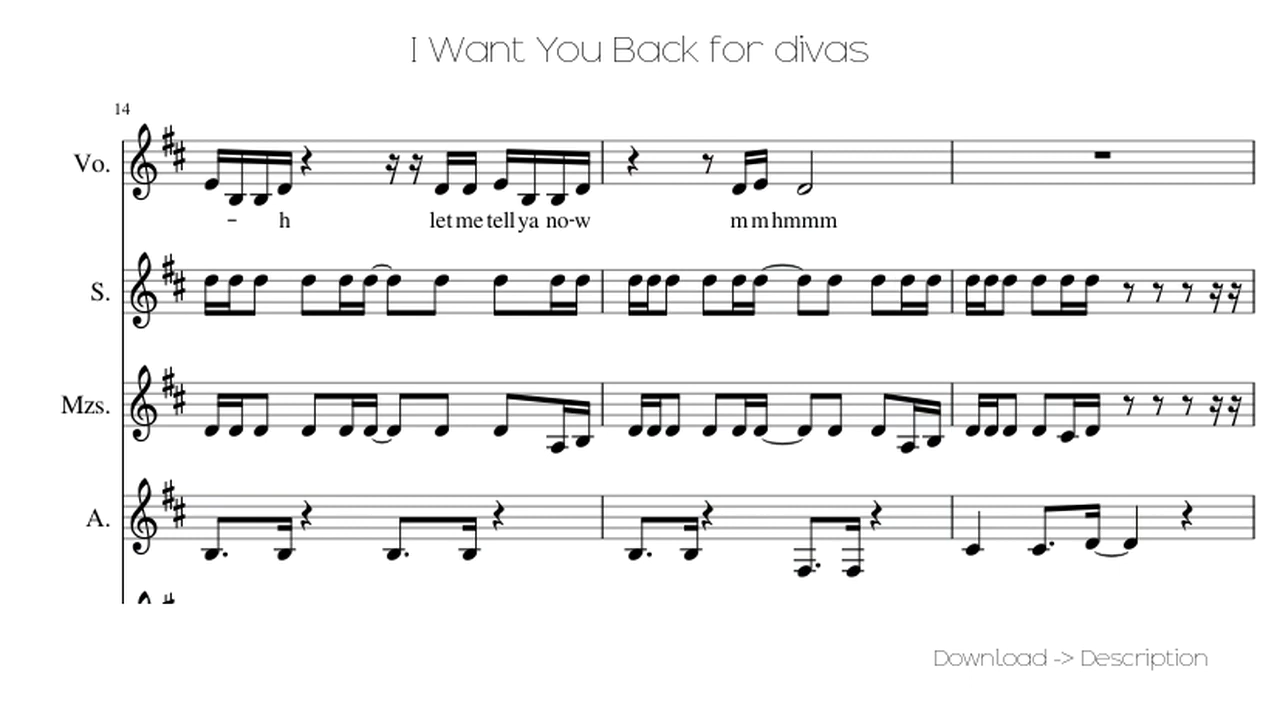 I Want You Back for divas
14
Vo.
- h let me tell ya no-w m m hmmm
S.
Mzs.
A.
Download -> Description